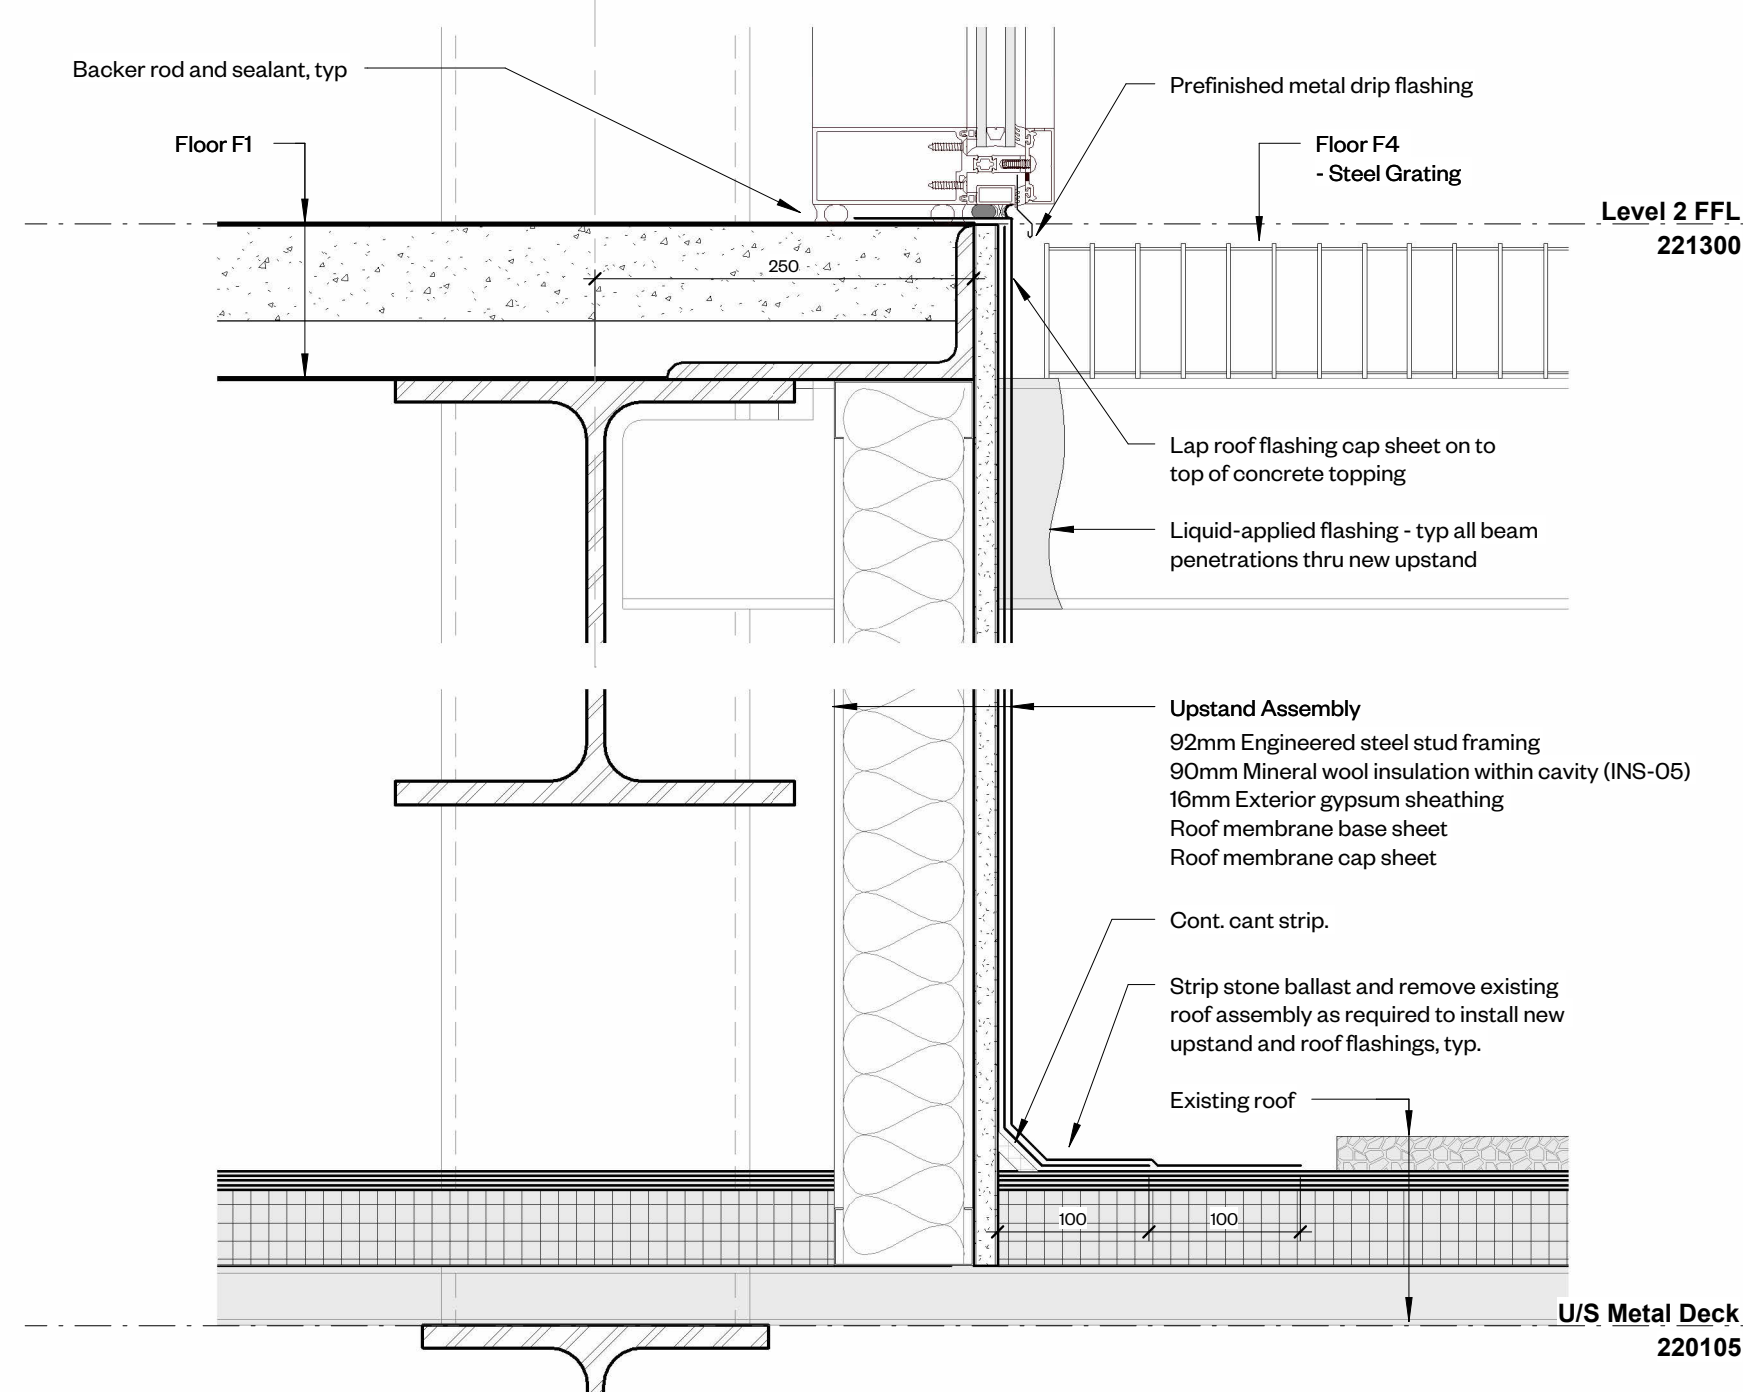 Backer rod and sealant, typ
Prefinished metal drip flashing
Floor F1
Floor F4
- Steel Grating
Level 2 FFL
221300
250
Lap roof flashing cap sheet on to
top of concrete topping
Liquid-applied flashing - typ all beam
penetrations thru new upstand
Upstand Assembly
92mm Engineered steel stud framing
90mm Mineral wool insulation within cavity (INS-05)
16mm Exterior gypsum sheathing
Roof membrane base sheet
Roof membrane cap sheet
Cont. cant strip.
Strip stone ballast and remove existing
roof assembly as required to install new
upstand and roof flashings, typ.
Existing roof
100
100
U/S Metal Deck
220105